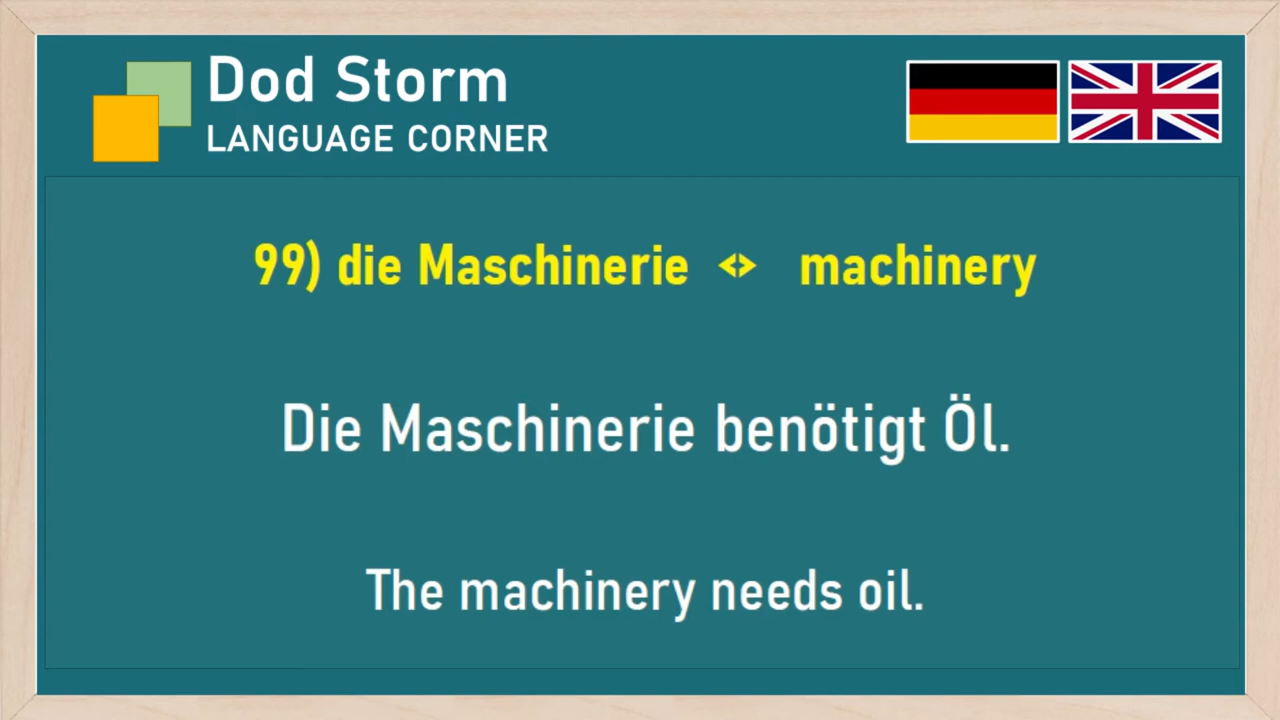 Dod Storm
LANGUAGE CORNER
99) die Maschinerie <> machinery
Die Maschinerie benötigt Öl.
The machinery needs oil.